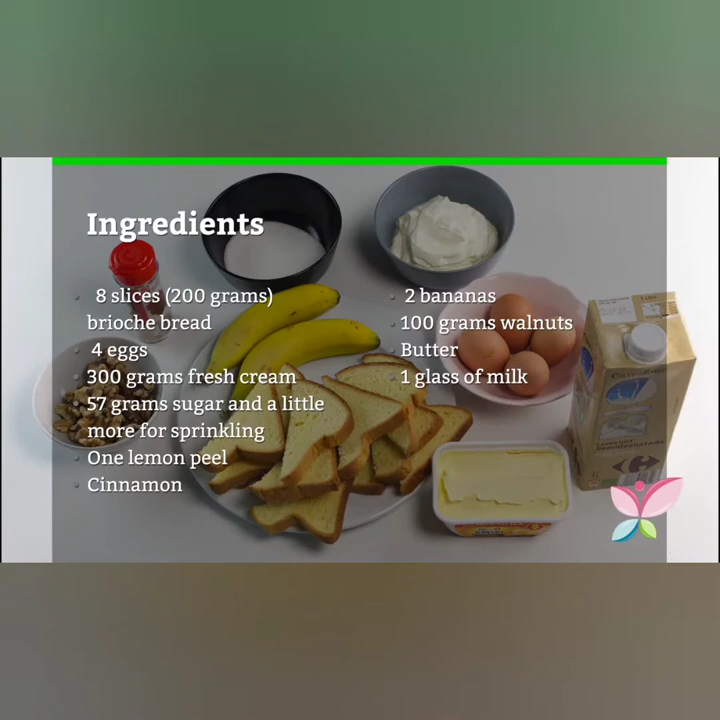 Ingredients
8 slices (200 grams)
brioche bread
4 eggs
300 grams fresh cream
57 grams sugar and a little
more for sprinkling
One lemon peel
Cinnamon
2 bananas
100 grams walnuts
Butter
1 glass of milk